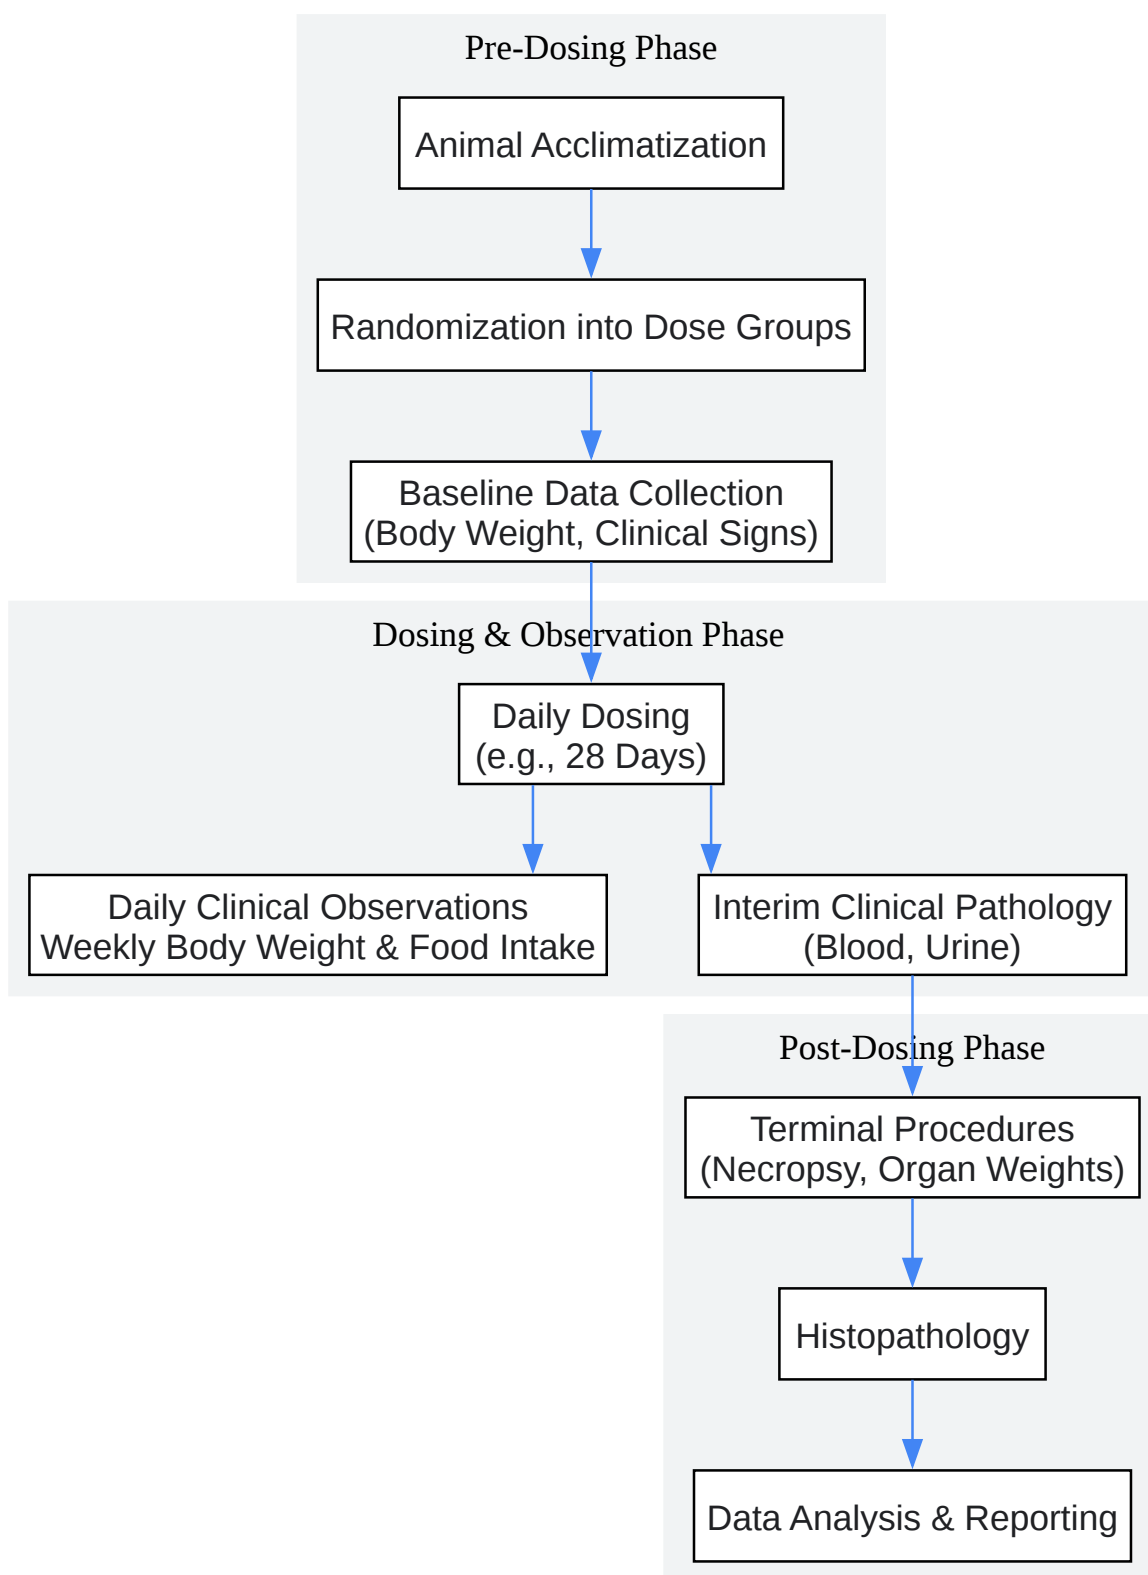 Pre-Dosing Phase
Animal Acclimatization
Randomization into Dose Groups
Baseline Data Collection
(Body Weight, Clinical Signs)
Dosing & Observation Phase
Daily Dosing
(e.g., 28 Days)
Daily Clinical Observations
Weekly Body Weight & Food Intake
Interim Clinical Pathology
(Blood, Urine)
Post-Dosing Phase
Terminal Procedures
(Necropsy, Organ Weights)
Histopathology
Data Analysis & Reporting